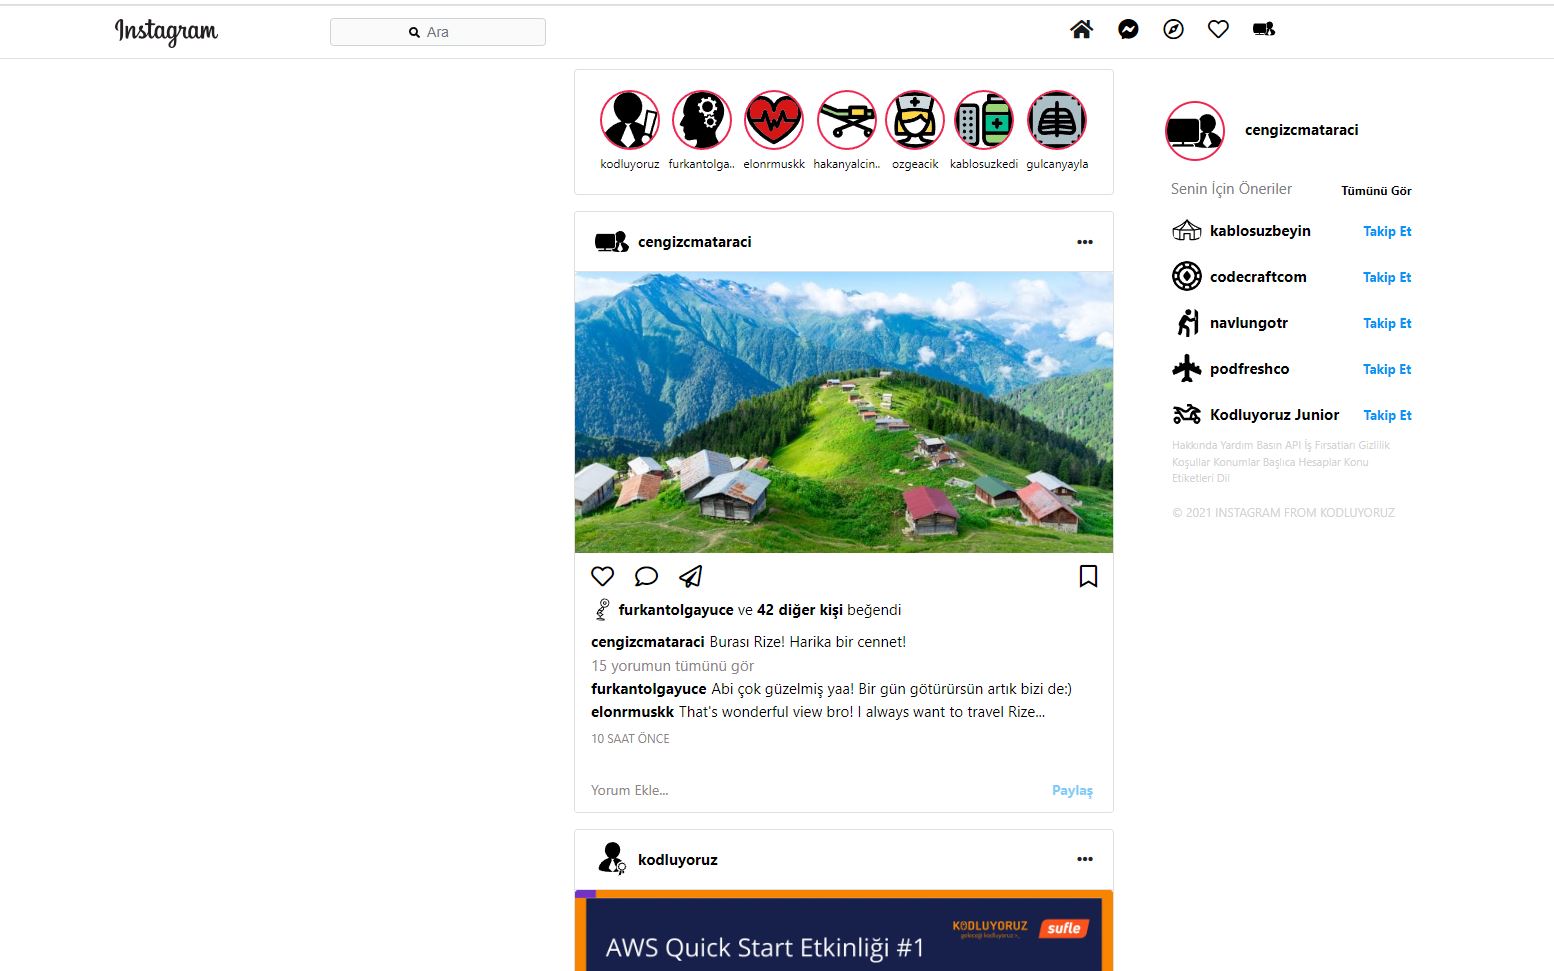 Instagram
Ara
kodluyoruz furkantolga.. elonrmuskk hakanyalcin.. ozgeacik kablosuzkedi gulcanyayla
cengizcmataraci
Senin İçin Öneriler Tümünü Gör
kablosuzbeyin Takip Et
codecraftcom Takip Et
navlungotr Takip Et
podfreshco Takip Et
Kodluyoruz Junior Takip Et
Hakkında Yardım Basın API İş Fırsatları Gizlilik
Koşullar Konumlar Başlıca Hesaplar Konu
Etiketleri Dil
© 2021 INSTAGRAM FROM KODLUYORUZ
cengizcmataraci
furkantolgayuce ve 42 diğer kişi beğendi
cengizcmataraci Burası Rize! Harika bir cennet!
15 yorumun tümünü gör
furkantolgayuce Abi çok güzelmiş yaa! Bir gün götürürsün artık bizi de:)
elonrmuskk That's wonderful view bro! I always want to travel Rize...
10 SAAT ÖNCE
Yorum Ekle... Paylaş
kodluyoruz
KODLUYORUZ sufle
geleceği kodluyoruz >_
AWS Quick Start Etkinliği #1